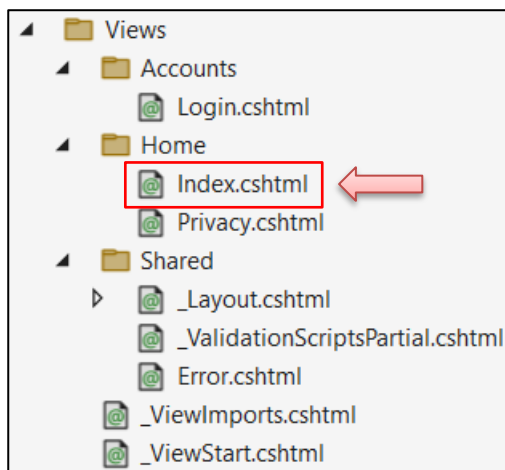 Views
Accounts
Login.cshtml
Home
Index.cshtml
Privacy.cshtml
Shared
_Layout.cshtml
_ValidationScriptsPartial.cshtml
Error.cshtml
_ViewImports.cshtml
_ViewStart.cshtml